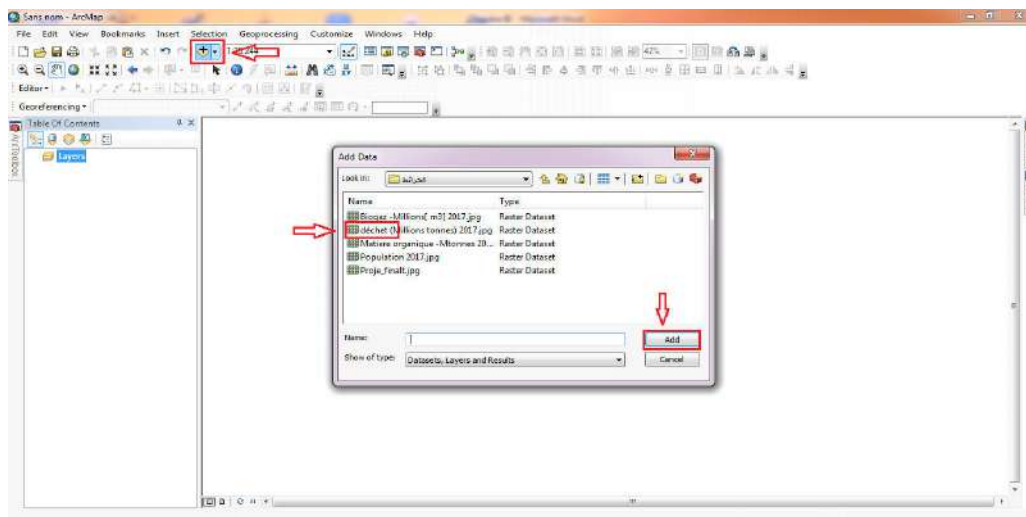 Sans nom - ArcMap
File Edit View Bookmarks Insert Selection Geoprocessing Customize Windows Help
42%
Editor
Georeferencing
Table Of Contents
ArcToolbox
Layers
Add Data
Look in: الخرائط
Name Type
Biogaz -Millions[ m3] 2017.jpg Raster Dataset
déchet (Millions tonnes) 2017.jpg Raster Dataset
Matiere organique -Mtonnes 20... Raster Dataset
Population 2017.jpg Raster Dataset
Proje_finalt.jpg Raster Dataset
Name:
Add
Show of type: Datasets, Layers and Results
Cancel